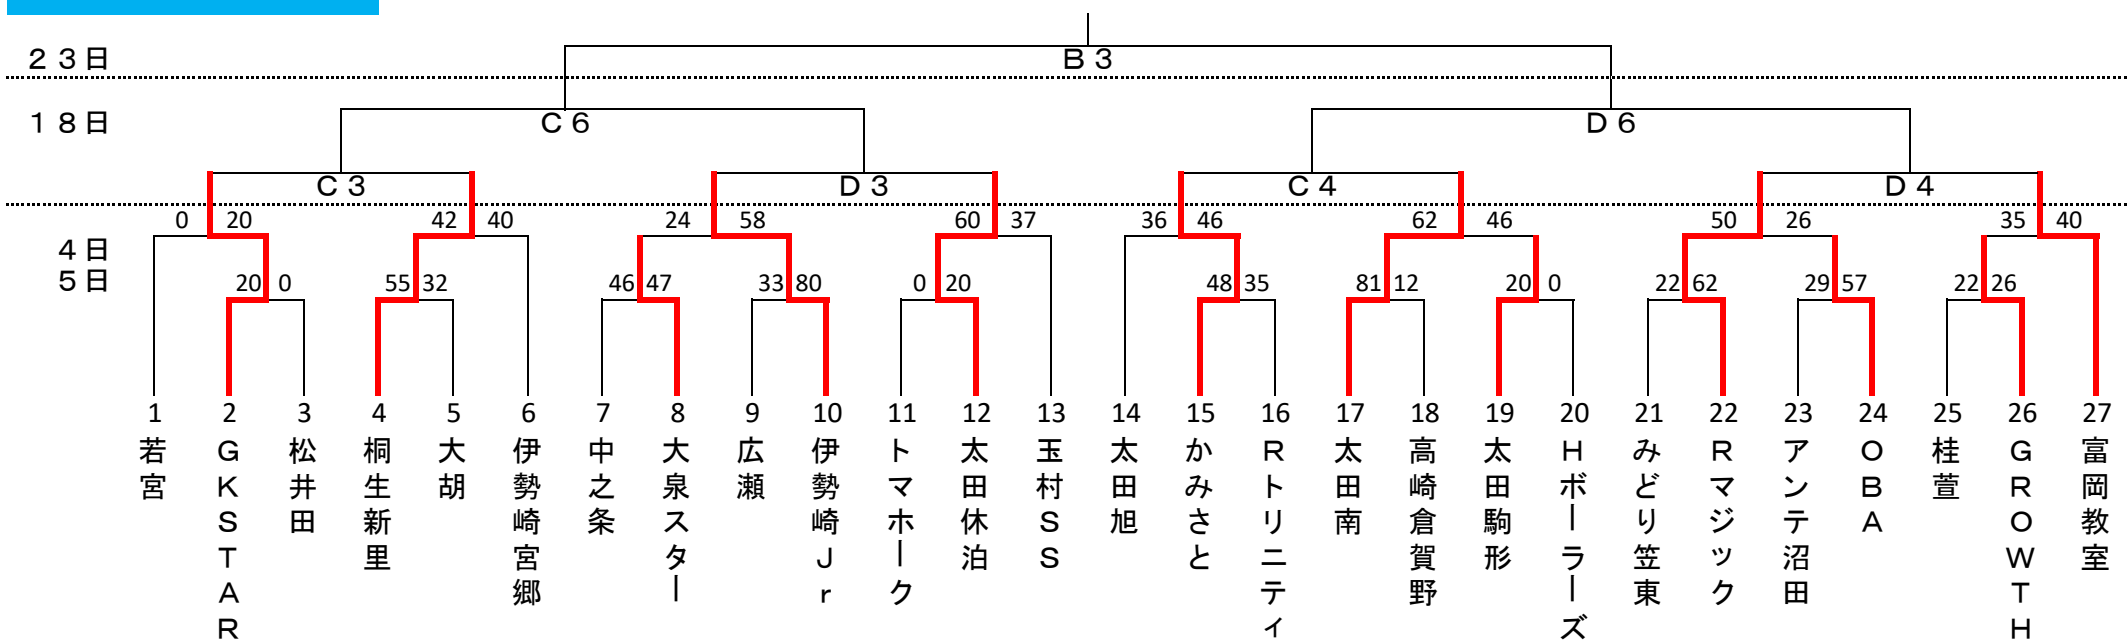 ２３日
Ｂ３
１８日
Ｃ６ Ｄ６
Ｃ３ Ｄ３ Ｃ４ Ｄ４
0 20 42 40 24 58 60 37 36 46 62 46 50 26 35 40
４日
５日
20 0 55 32 46 47 33 80 0 20 48 35 81 12 20 0 22 62 29 57 22 26
1 2 3 4 5 6 7 8 9 10 11 12 13 14 15 16 17 18 19 20 21 22 23 24 25 26 27
若宮
ＧＫＳＴＡＲ
松井田
桐生新里
大胡
伊勢崎宮郷
中之条
大泉スター
広瀬
伊勢崎Ｊｒ
トマホーク
太田休泊
玉村ＳＳ
太田旭
かみさと
Ｒトリニティ
太田南
高崎倉賀野
太田駒形
Ｈボーラーズ
みどり笠東
Ｒマジック
アンテ沼田
ＯＢＡ
桂萱
ＧＲＯＷＴＨ
富岡教室